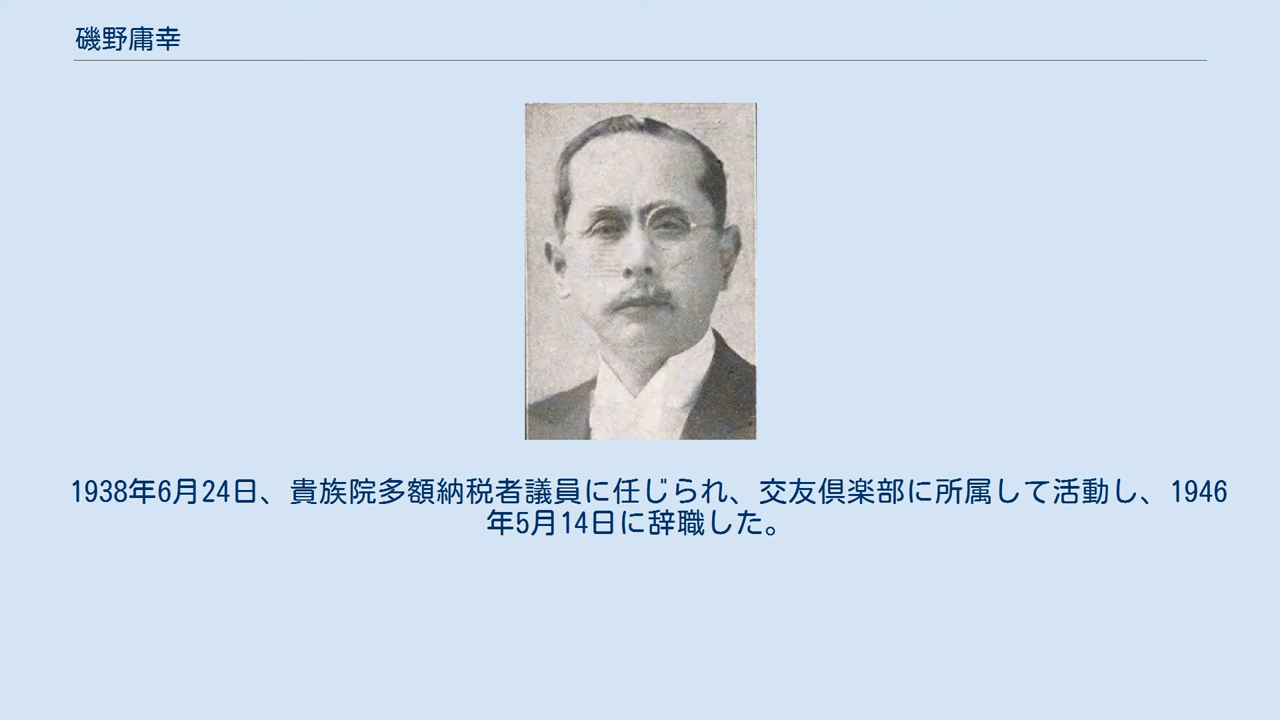 磯野庸幸
1938年6月24日、貴族院多額納税者議員に任じられ、交友倶楽部に所属して活動し、1946
年5月14日に辞職した。